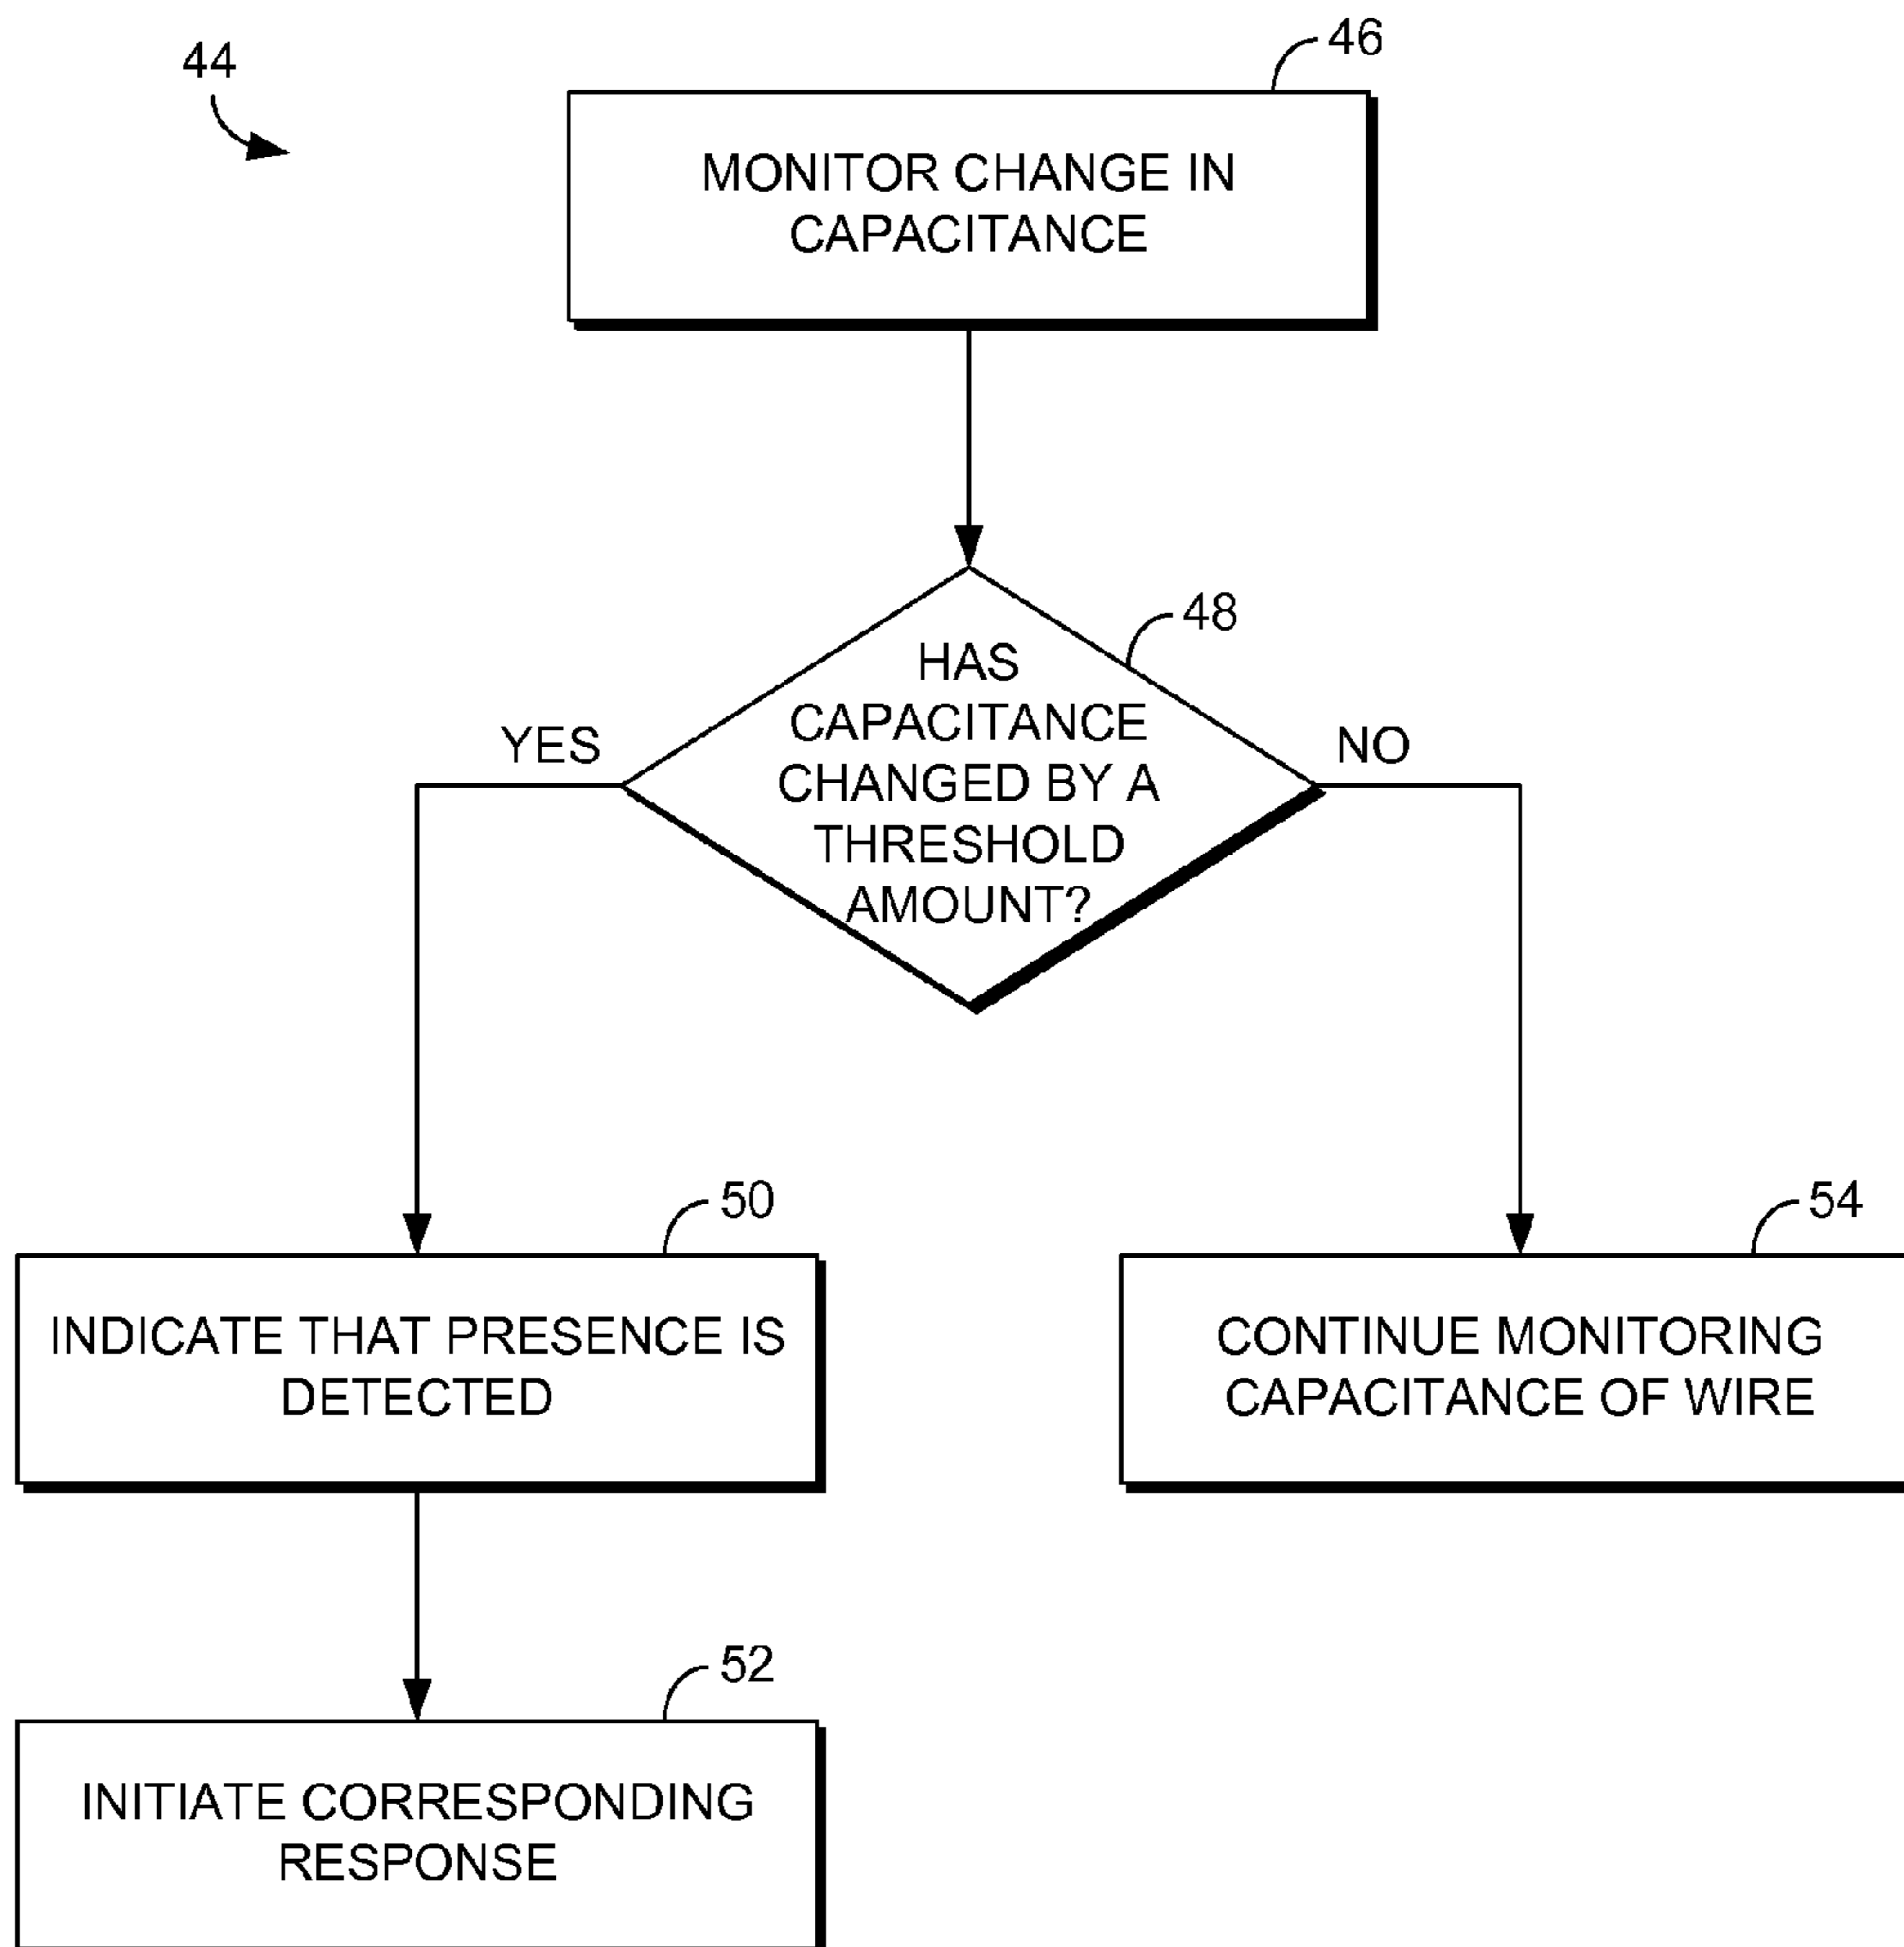 44
46
MONITOR CHANGE IN
CAPACITANCE
48
HAS
CAPACITANCE
CHANGED BY A
THRESHOLD
AMOUNT?
YES
NO
50
INDICATE THAT PRESENCE IS
DETECTED
54
CONTINUE MONITORING
CAPACITANCE OF WIRE
52
INITIATE CORRESPONDING
RESPONSE